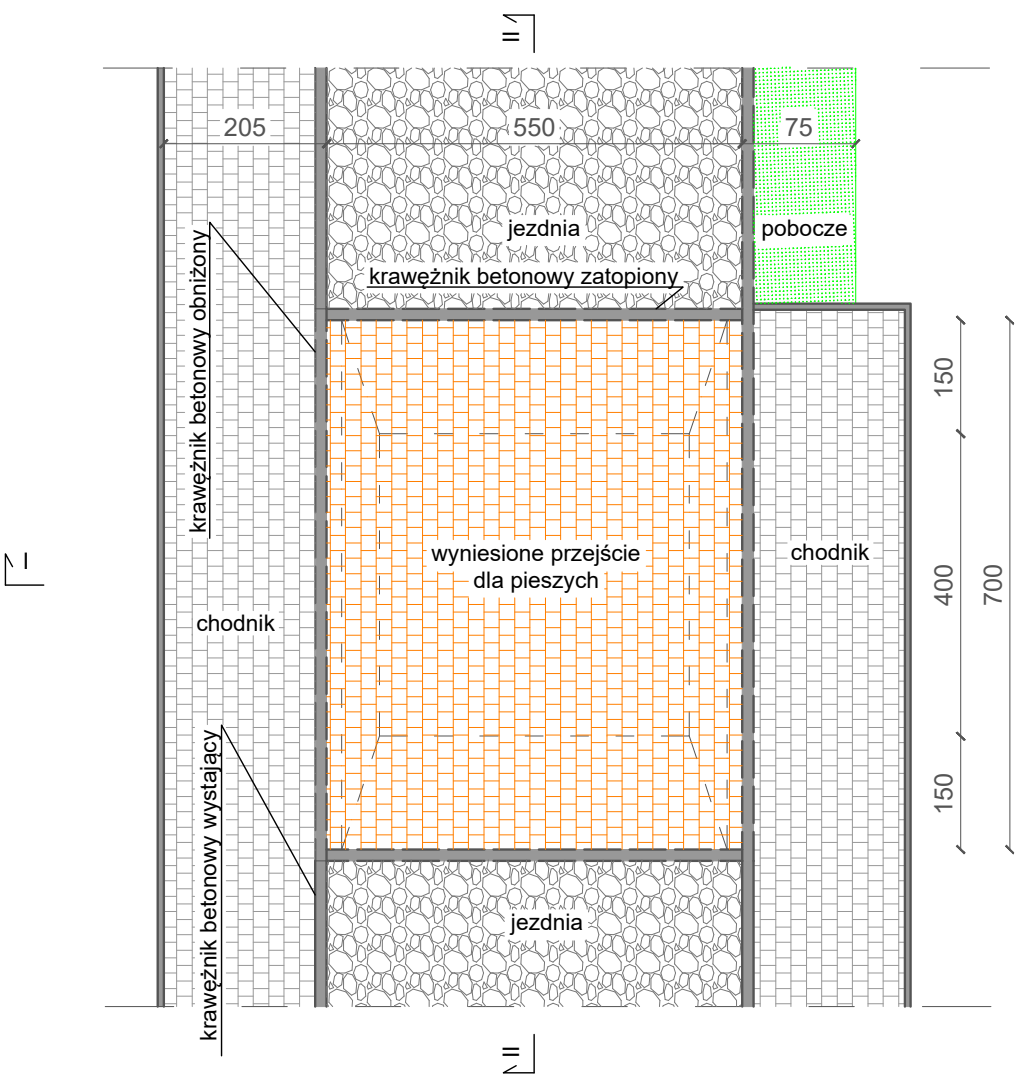 II
205
550
75
jezdnia
pobocze
krawężnik betonowy zatopiony
krawężnik betonowy obniżony
150
wyniesione przejście
dla pieszych
chodnik
I
400
700
chodnik
krawężnik betonowy wystający
150
jezdnia
II